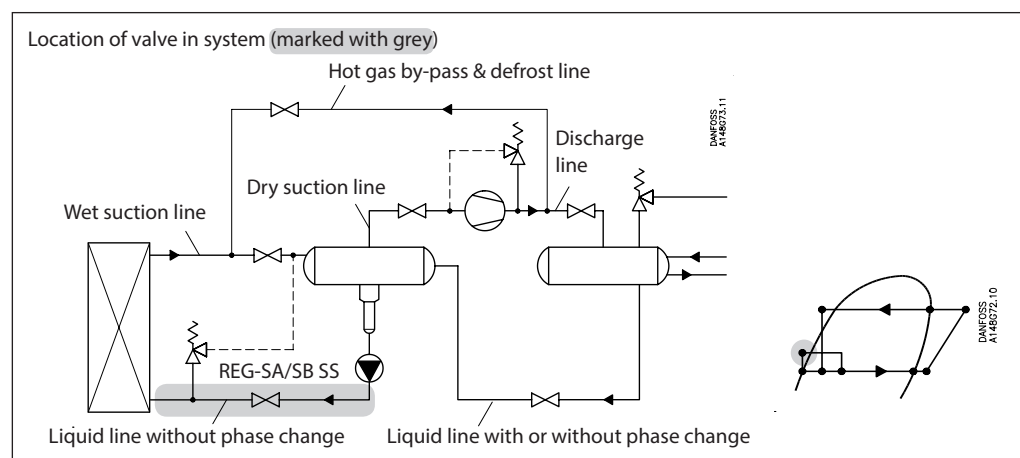 Location of valve in system (marked with grey)
Hot gas by-pass & defrost line
Discharge
line
Dry suction line
Wet suction line
REG-SA/SB SS
Liquid line without phase change
Liquid line with or without phase change
DANFOSS
A148G73.11
DANFOSS
A148G72.10